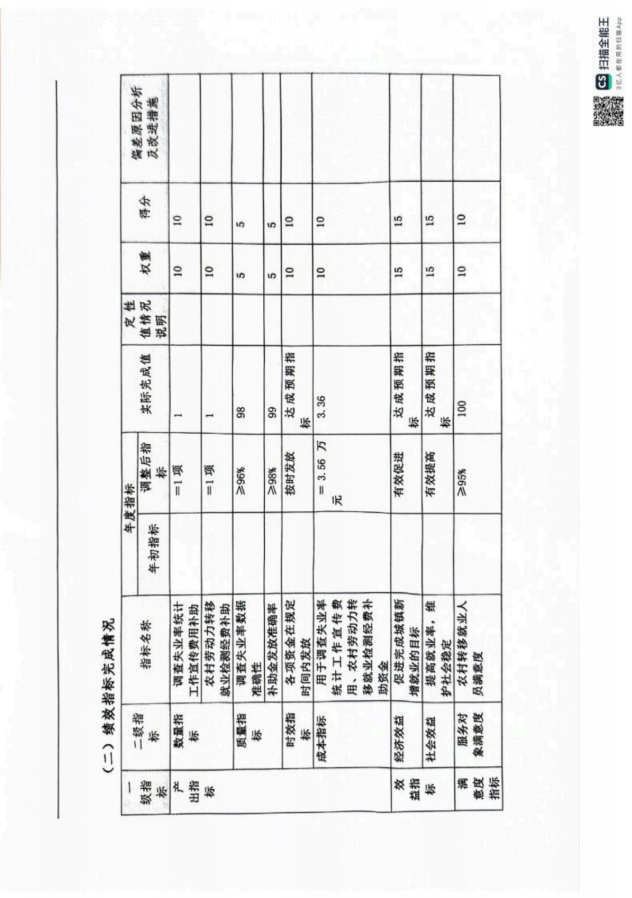 （二）绩效指标完成情况
一级指标 二级指标 指标名称 年度指标 实际完成值 定性值情况说明 权重 得分 偏差原因分析及改进措施
年初指标 调整后指标
产出指标 数量指标 调查失业率统计工作宣传费用补助 ＝1 项 1 10 10
农村劳动力转移就业检测经费补助 ＝1 项 1 10 10
质量指标 调查失业率数据准确性 ≥96% 98 5 5
补助金发放准确率 ≥98% 99 5 5
时效指标 各项资金在规定时间内发放 按时发放 达成预期指标 10 10
成本指标 用于调查失业率统计工作宣传费用、农村劳动力转移就业检测经费补助资金 ＝ 3.56 万元 3.36 10 10
效益指标 经济效益 促进完成城镇新增就业的目标 有效促进 达成预期指标 15 15
社会效益 提高就业率，维护社会稳定 有效提高 达成预期指标 15 15
满意度指标 服务对象满意度 农村转移就业人员满意度 ≥95% 100 10 10
CS 扫描全能王
3亿人都在用的扫描App